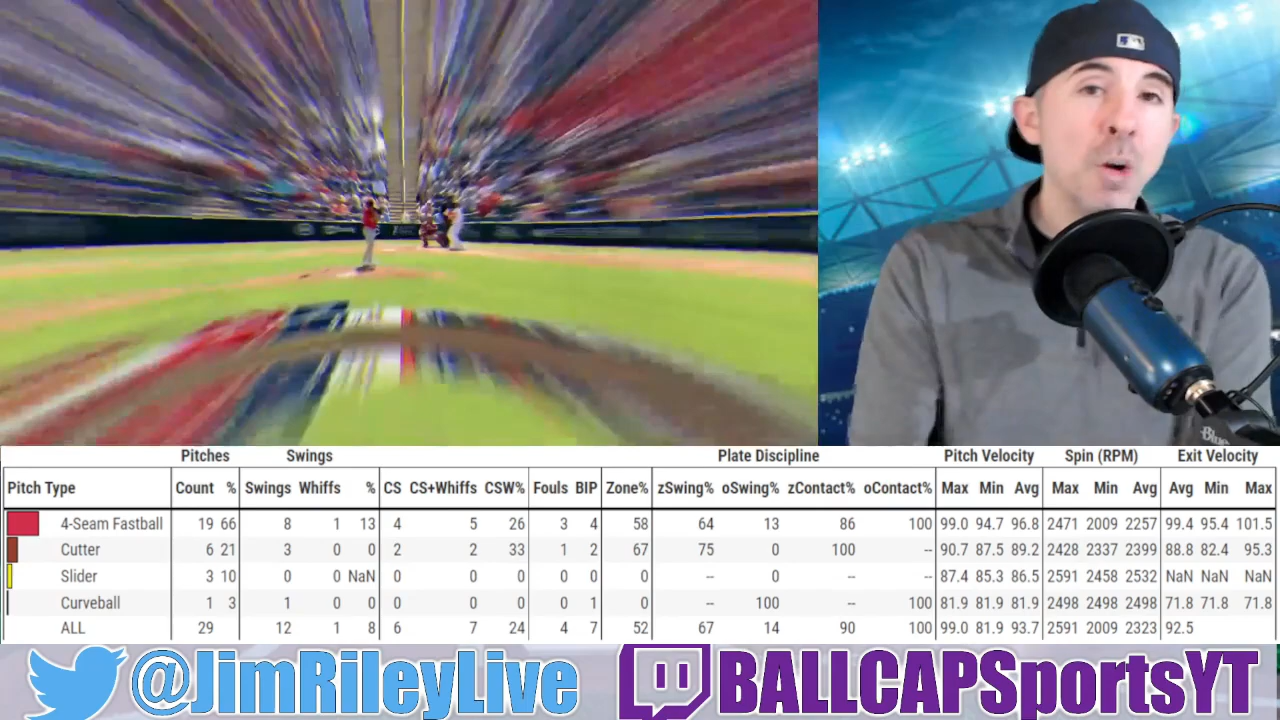 Blue
Pitches Swings Plate Discipline Pitch Velocity Spin (RPM) Exit Velocity
Pitch Type Count % Swings Whiffs % CS CS+Whiffs CSW% Fouls BIP Zone% zSwing% oSwing% zContact% oContact% Max Min Avg Max Min Avg Avg Min Max
4-Seam Fastball 19 66 8 1 13 4 5 26 3 4 58 64 13 86 100 99.0 94.7 96.8 2471 2009 2257 99.4 95.4 101.5
Cutter 6 21 3 0 0 2 2 33 1 2 67 75 0 100 -- 90.7 87.5 89.2 2428 2337 2399 88.8 82.4 95.3
Slider 3 10 0 0 NaN 0 0 0 0 0 0 -- 0 -- -- 87.4 85.3 86.5 2591 2458 2532 NaN NaN NaN
Curveball 1 3 1 0 0 0 0 0 0 1 0 -- 100 -- 100 81.9 81.9 81.9 2498 2498 2498 71.8 71.8 71.8
ALL 29 12 1 8 6 7 24 4 7 52 67 14 90 100 99.0 81.9 93.7 2591 2009 2323 92.5
@JimRileyLive BALLCAPSportsYT